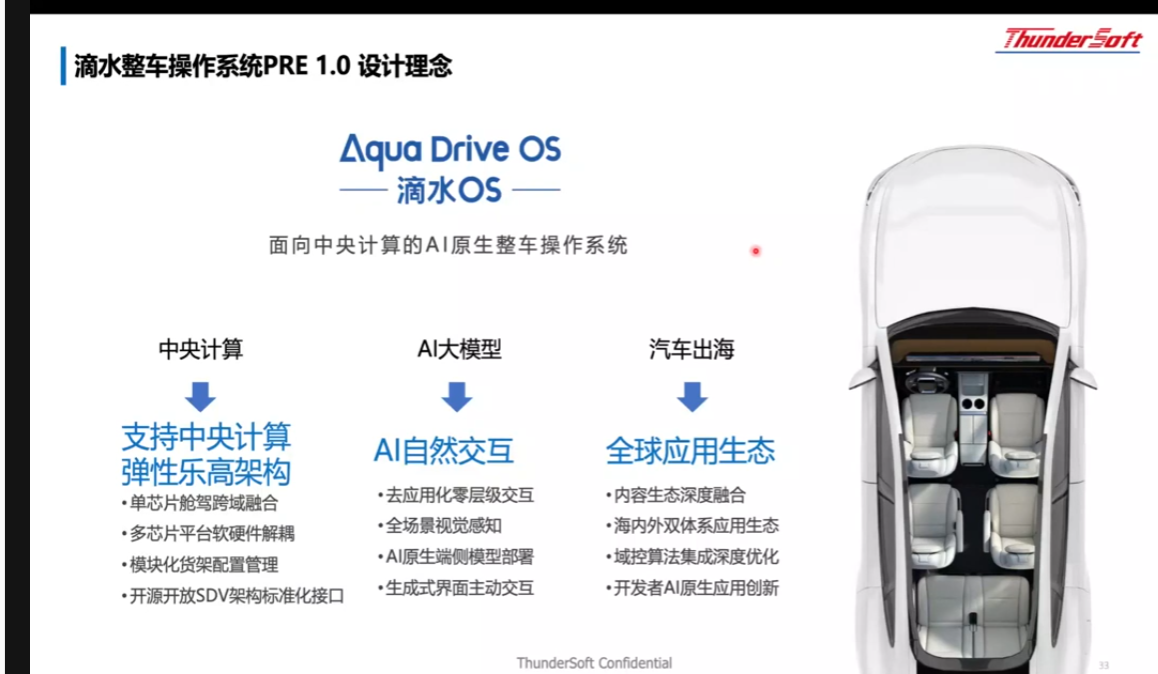 ThunderSoft
滴水整车操作系统PRE 1.0 设计理念
Aqua Drive OS
滴水OS
面向中央计算的AI原生整车操作系统
中央计算
支持中央计算
弹性乐高架构
•单芯片舱驾跨域融合
•多芯片平台软硬件解耦
•模块化货架配置管理
•开源开放SDV架构标准化接口
AI大模型
AI自然交互
•去应用化零层级交互
•全场景视觉感知
•AI原生端侧模型部署
•生成式界面主动交互
汽车出海
全球应用生态
•内容生态深度融合
•海内外双体系应用生态
•域控算法集成深度优化
•开发者AI原生应用创新
ThunderSoft Confidential
33